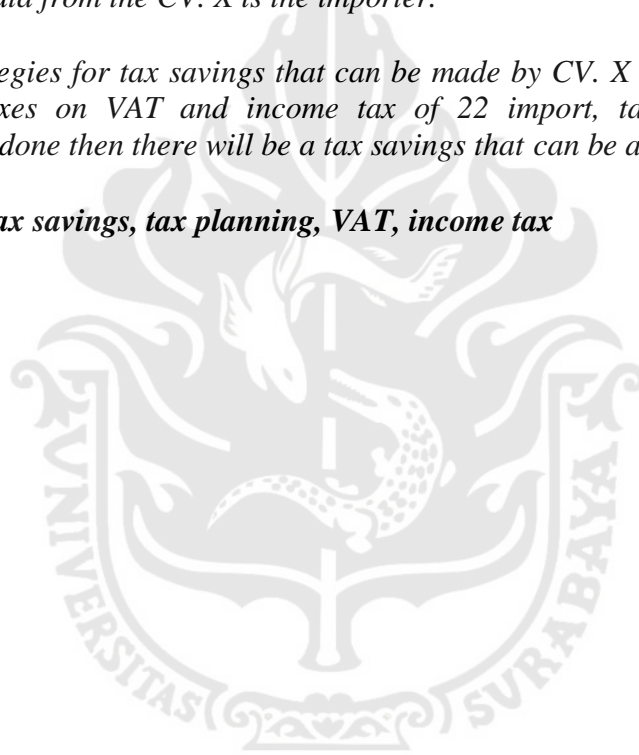 data from the CV. X is the importer.
egies for tax savings that can be made by CV. X
xes on VAT and income tax of 22 import, ta
done then there will be a tax savings that can be a
ax savings, tax planning, VAT, income tax
UNIVERSITAS SURABAYA